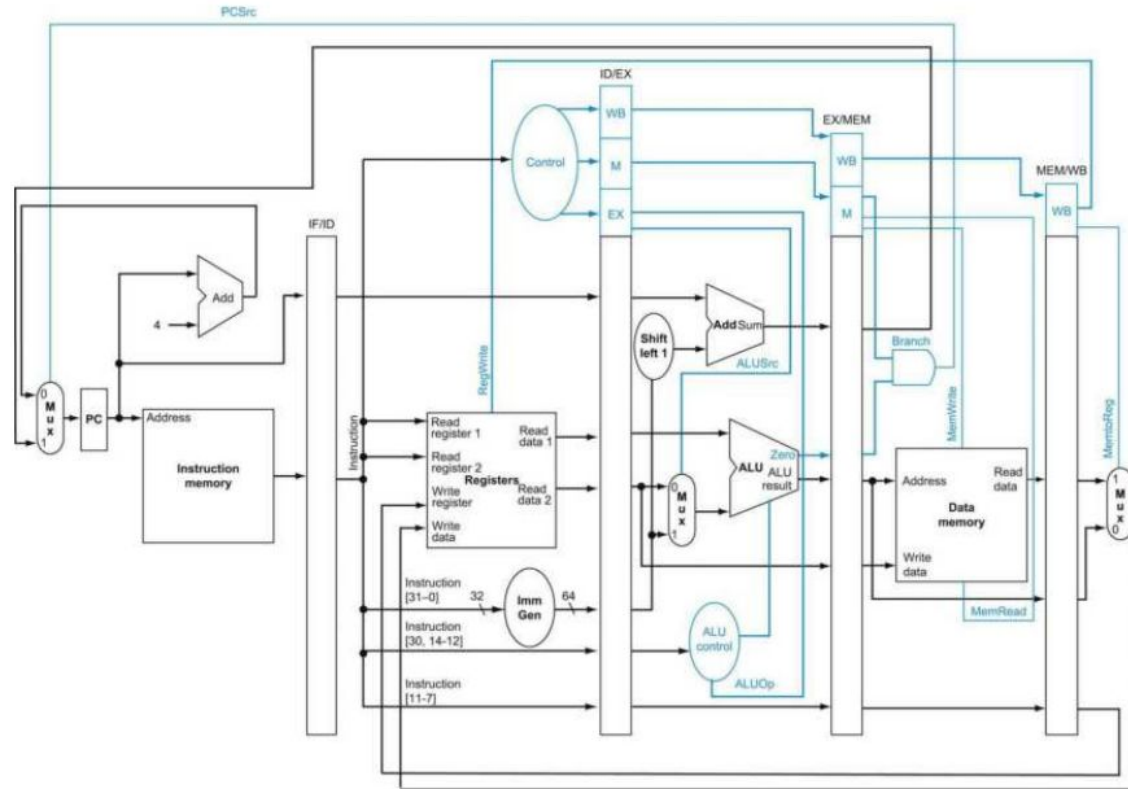 PCSrc
ID/EX
WB
EX/MEM
Control
M
WB
MEM/WB
EX
M
WB
IF/ID
Add
4
Shift
left 1
Add Sum
Branch
ALUSrc
RegWrite
MemWrite
MemtoReg
0
M
u
x
1
PC
Address
Instruction
memory
Instruction
Read
register 1
Read
register 2
Write
register
Write
data
Registers
Read
data 1
Read
data 2
0
M
u
x
1
Zero
ALU
ALU
result
Address
Read
data
Data
memory
Write
data
MemRead
1
M
u
x
0
Instruction
[31–0]
32
Imm
Gen
64
Instruction
[30, 14-12]
ALU
control
ALUOp
Instruction
[11-7]